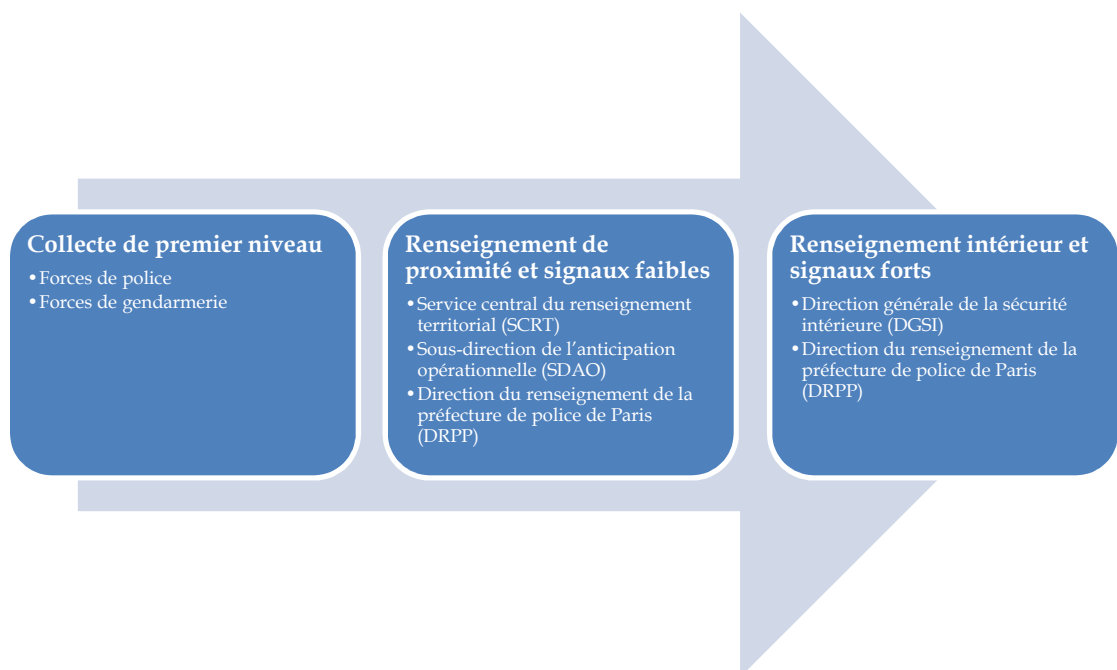 Collecte de premier niveau
•Forces de police
•Forces de gendarmerie
Renseignement de
proximité et signaux faibles
•Service central du renseignement
territorial (SCRT)
•Sous-direction de l’anticipation
opérationnelle (SDAO)
•Direction du renseignement de la
préfecture de police de Paris
(DRPP)
Renseignement intérieur et
signaux forts
•Direction générale de la sécurité
intérieure (DGSI)
•Direction du renseignement de la
préfecture de police de Paris
(DRPP)